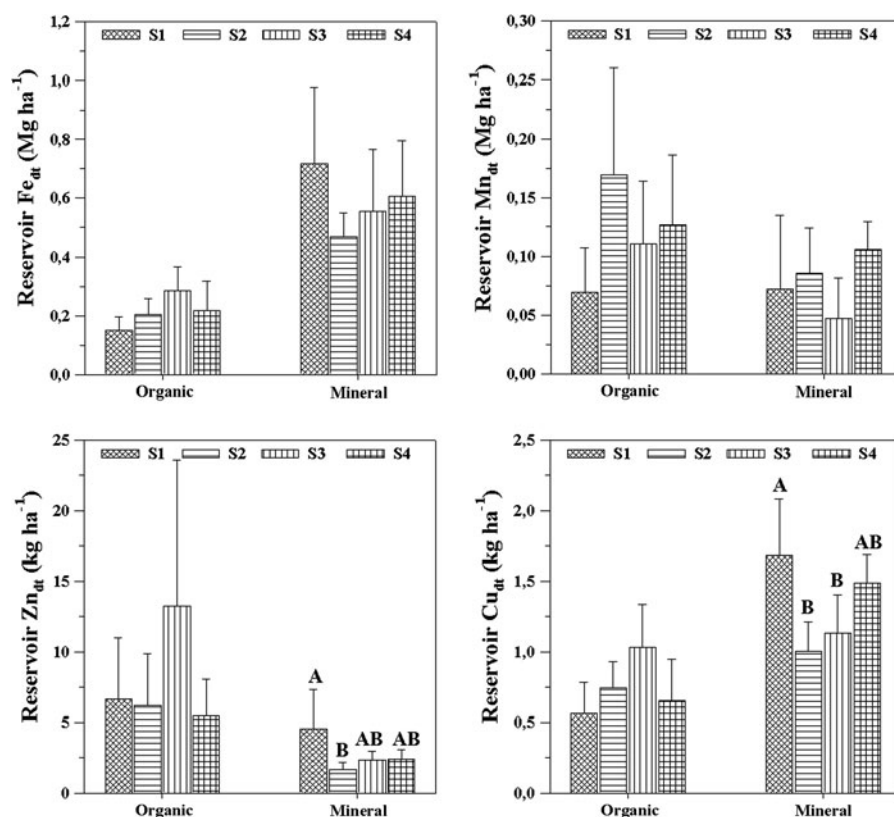 Reservoir Fe_dt (Mg ha⁻¹)
1,2
1,0
0,8
0,6
0,4
0,2
0,0
S1 S2 S3 S4
Organic Mineral
Reservoir Mn_dt (Mg ha⁻¹)
0,30
0,25
0,20
0,15
0,10
0,05
0,00
S1 S2 S3 S4
Organic Mineral
Reservoir Zn_dt (kg ha⁻¹)
25
20
15
10
5
0
S1 S2 S3 S4
A
B AB AB
Organic Mineral
Reservoir Cu_dt (kg ha⁻¹)
2,5
2,0
1,5
1,0
0,5
0,0
S1 S2 S3 S4
A
AB
B B
Organic Mineral